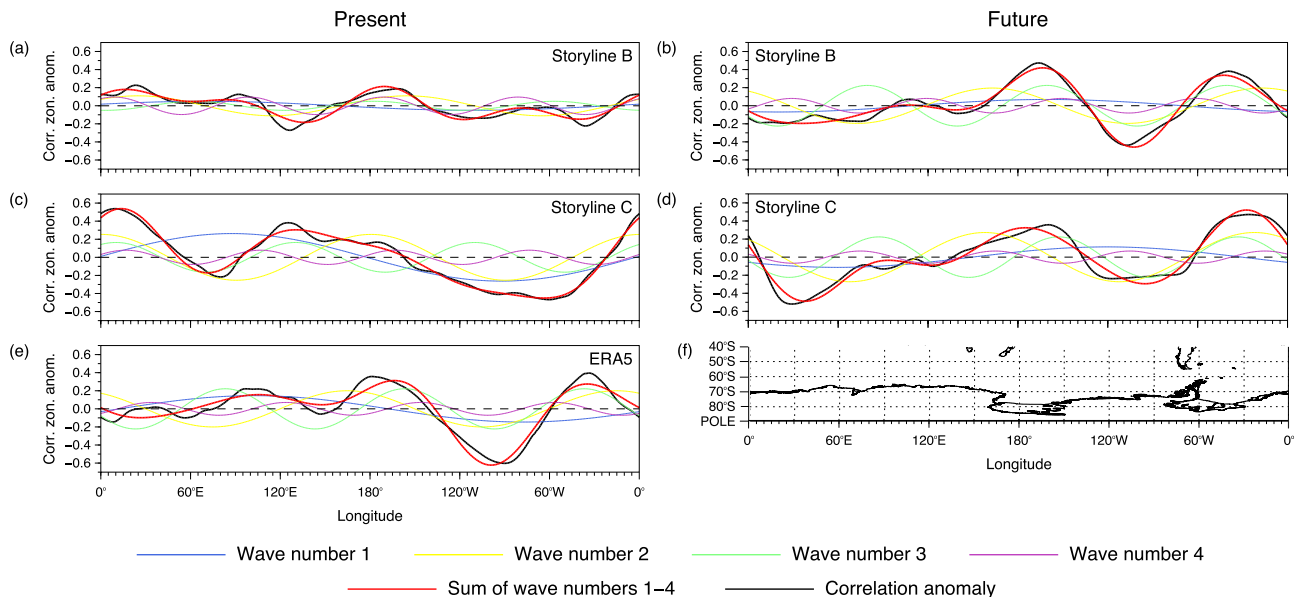 Present
Future
(a)
Corr. zon. anom.
0.6
0.4
0.2
0.0
−0.2
−0.4
−0.6
Storyline B
(b)
Corr. zon. anom.
0.6
0.4
0.2
0.0
−0.2
−0.4
−0.6
Storyline B
(c)
Corr. zon. anom.
0.6
0.4
0.2
0.0
−0.2
−0.4
−0.6
Storyline C
(d)
Corr. zon. anom.
0.6
0.4
0.2
0.0
−0.2
−0.4
−0.6
Storyline C
(e)
Corr. zon. anom.
0.6
0.4
0.2
0.0
−0.2
−0.4
−0.6
ERA5
0° 60°E 120°E 180° 120°W 60°W 0°
Longitude
(f)
40°S
50°S
60°S
70°S
80°S
POLE
0° 60°E 120°E 180° 120°W 60°W 0°
Longitude
Wave number 1 Wave number 2 Wave number 3 Wave number 4
Sum of wave numbers 1−4 Correlation anomaly